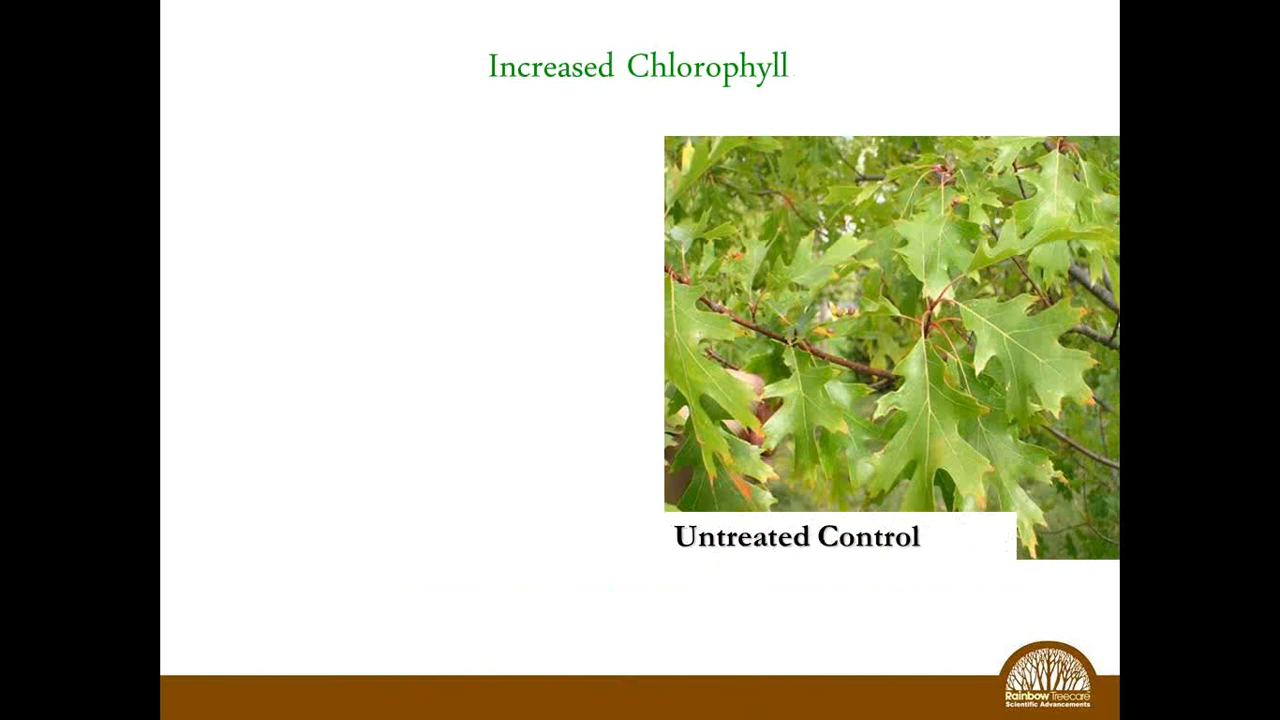 Increased Chlorophyll
Untreated Control
Rainbow Treecare
Scientific Advancements